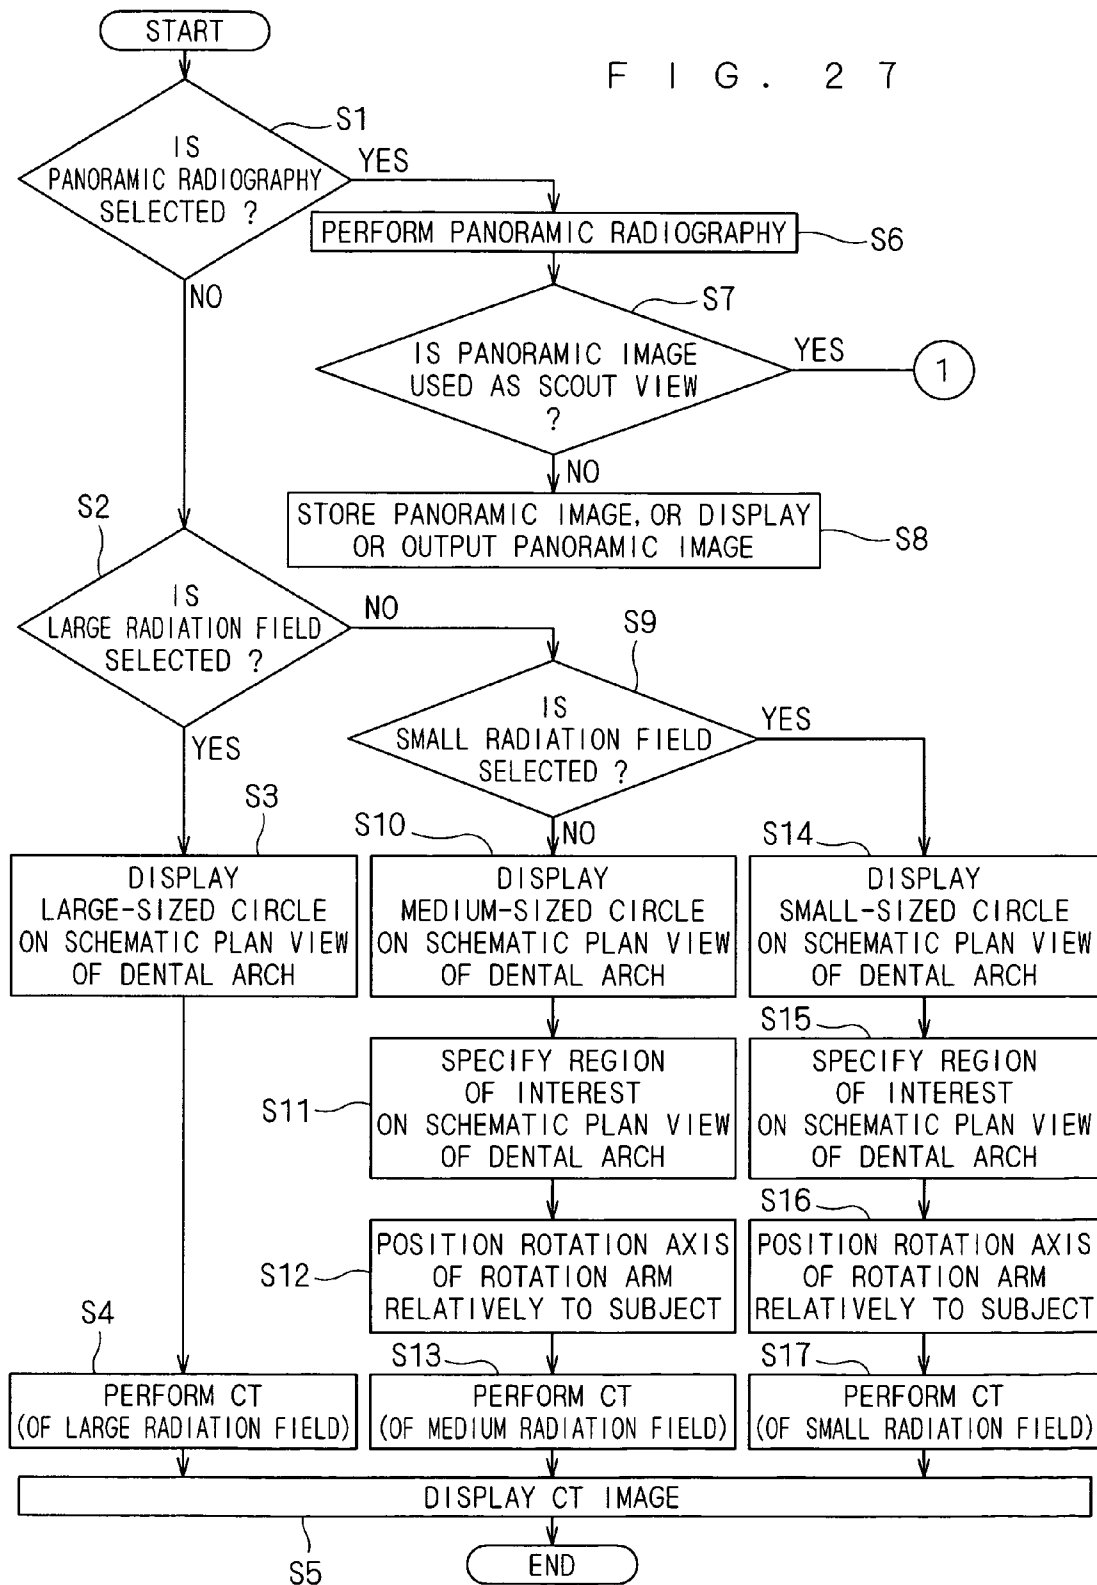 START
F I G . 2 7
S1
IS
PANORAMIC RADIOGRAPHY
SELECTED ?
YES
NO
PERFORM PANORAMIC RADIOGRAPHY
S6
S7
IS PANORAMIC IMAGE
USED AS SCOUT VIEW
?
YES
1
NO
STORE PANORAMIC IMAGE, OR DISPLAY
OR OUTPUT PANORAMIC IMAGE
S8
S2
IS
LARGE RADIATION FIELD
SELECTED ?
NO
YES
S9
IS
SMALL RADIATION FIELD
SELECTED ?
YES
NO
S3
DISPLAY
LARGE-SIZED CIRCLE
ON SCHEMATIC PLAN VIEW
OF DENTAL ARCH
S10
DISPLAY
MEDIUM-SIZED CIRCLE
ON SCHEMATIC PLAN VIEW
OF DENTAL ARCH
S14
DISPLAY
SMALL-SIZED CIRCLE
ON SCHEMATIC PLAN VIEW
OF DENTAL ARCH
S11
SPECIFY REGION
OF INTEREST
ON SCHEMATIC PLAN VIEW
OF DENTAL ARCH
S15
SPECIFY REGION
OF INTEREST
ON SCHEMATIC PLAN VIEW
OF DENTAL ARCH
S12
POSITION ROTATION AXIS
OF ROTATION ARM
RELATIVELY TO SUBJECT
S16
POSITION ROTATION AXIS
OF ROTATION ARM
RELATIVELY TO SUBJECT
S4
PERFORM CT
(OF LARGE RADIATION FIELD)
S13
PERFORM CT
(OF MEDIUM RADIATION FIELD)
S17
PERFORM CT
(OF SMALL RADIATION FIELD)
DISPLAY CT IMAGE
S5
END